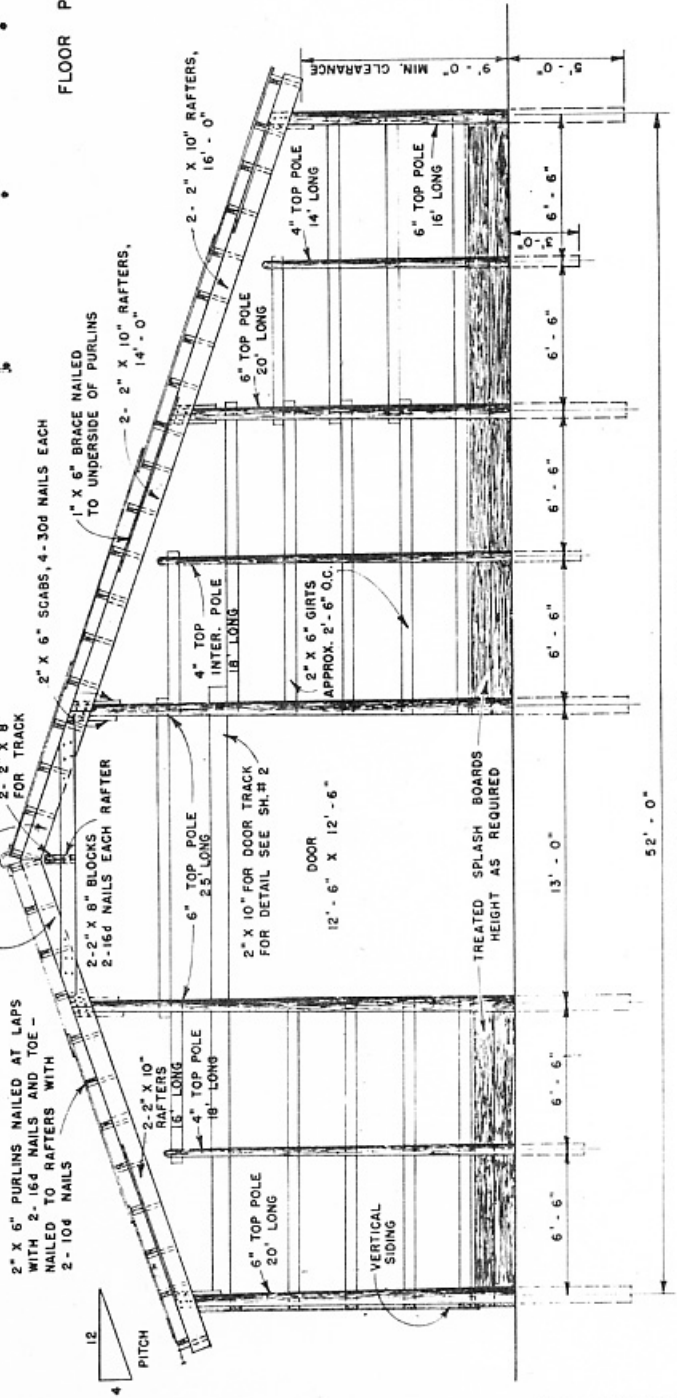 FLOOR P
2- 2" X 8"
FOR TRACK
2" X 6" PURLINS NAILED AT LAPS
WITH 2- 16d NAILS AND TOE-
NAILED TO RAFTERS WITH
2- 10d NAILS
12
4
PITCH
2" X 6" SCABS, 4-30d NAILS EACH
1" X 6" BRACE NAILED
TO UNDERSIDE OF PURLINS
2- 2" X 10" RAFTERS,
14' - 0"
2- 2" X 10" RAFTERS,
16' - 0"
2-2" X 8" BLOCKS
2-16d NAILS EACH RAFTER
2-2" X 10"
RAFTERS
16' LONG
6" TOP POLE
25' LONG
4" TOP POLE
18' LONG
6" TOP POLE
20' LONG
VERTICAL
SIDING
2" X 10" FOR DOOR TRACK
FOR DETAIL SEE SH. # 2
DOOR
12' - 6" X 12' - 6"
4" TOP
INTER. POLE
18' LONG
2" X 6" GIRTS
APPROX. 2' - 6" O.C.
6" TOP POLE
20' LONG
4" TOP POLE
14' LONG
6" TOP POLE
16' LONG
9' - 0"
MIN. CLEARANCE
5' - 0"
3' - 0"
TREATED SPLASH BOARDS
HEIGHT AS REQUIRED
6' - 6"
6' - 6"
13' - 0"
6' - 6"
6' - 6"
6' - 6"
6' - 6"
52' - 0"